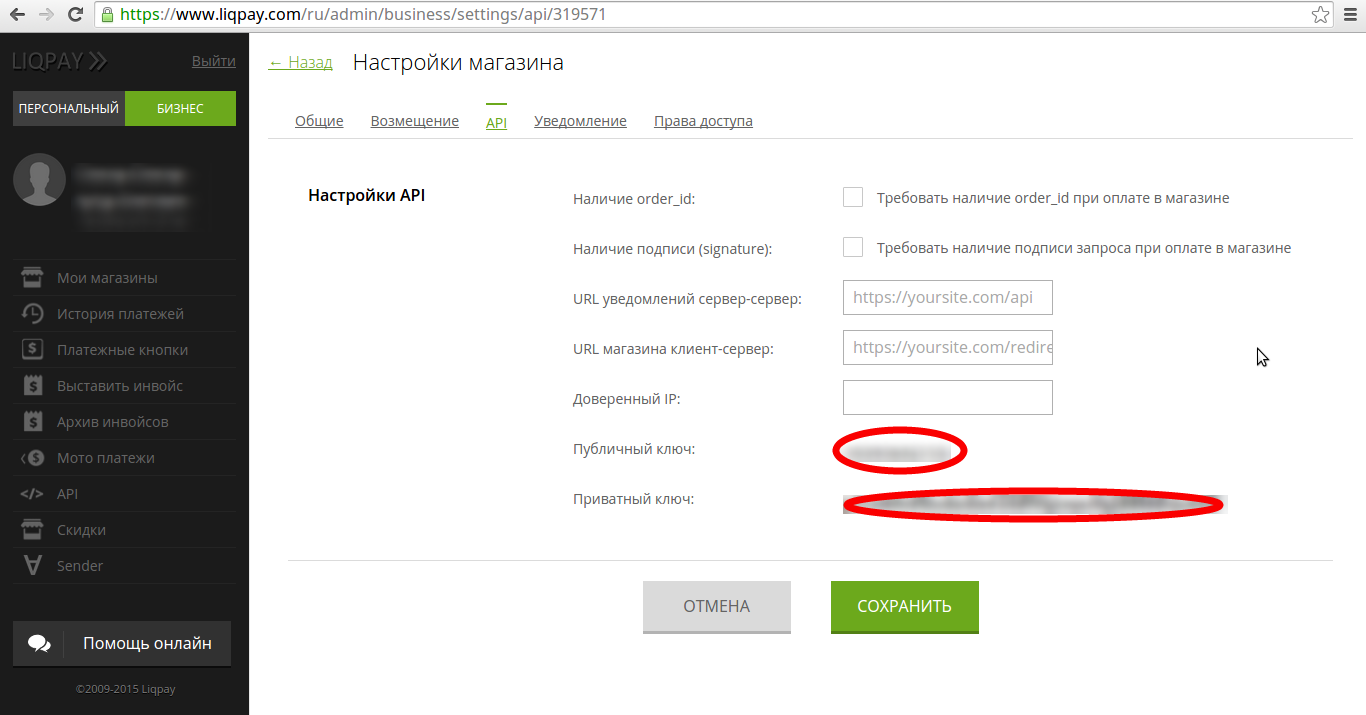 https://www.liqpay.com/ru/admin/business/settings/api/319571
LIQPAY
Выйти
ПЕРСОНАЛЬНЫЙ
БИЗНЕС
Мои магазины
История платежей
Платежные кнопки
Выставить инвойс
Архив инвойсов
Мото платежи
API
Скидки
Sender
Помощь онлайн
©2009-2015 Liqpay
← Назад
Настройки магазина
Общие
Возмещение
API
Уведомление
Права доступа
Настройки API
Наличие order_id:
Требовать наличие order_id при оплате в магазине
Наличие подписи (signature):
Требовать наличие подписи запроса при оплате в магазине
URL уведомлений сервер-сервер:
https://yoursite.com/api
URL магазина клиент-сервер:
https://yoursite.com/redire
Доверенный IP:
Публичный ключ:
Приватный ключ:
ОТМЕНА
СОХРАНИТЬ